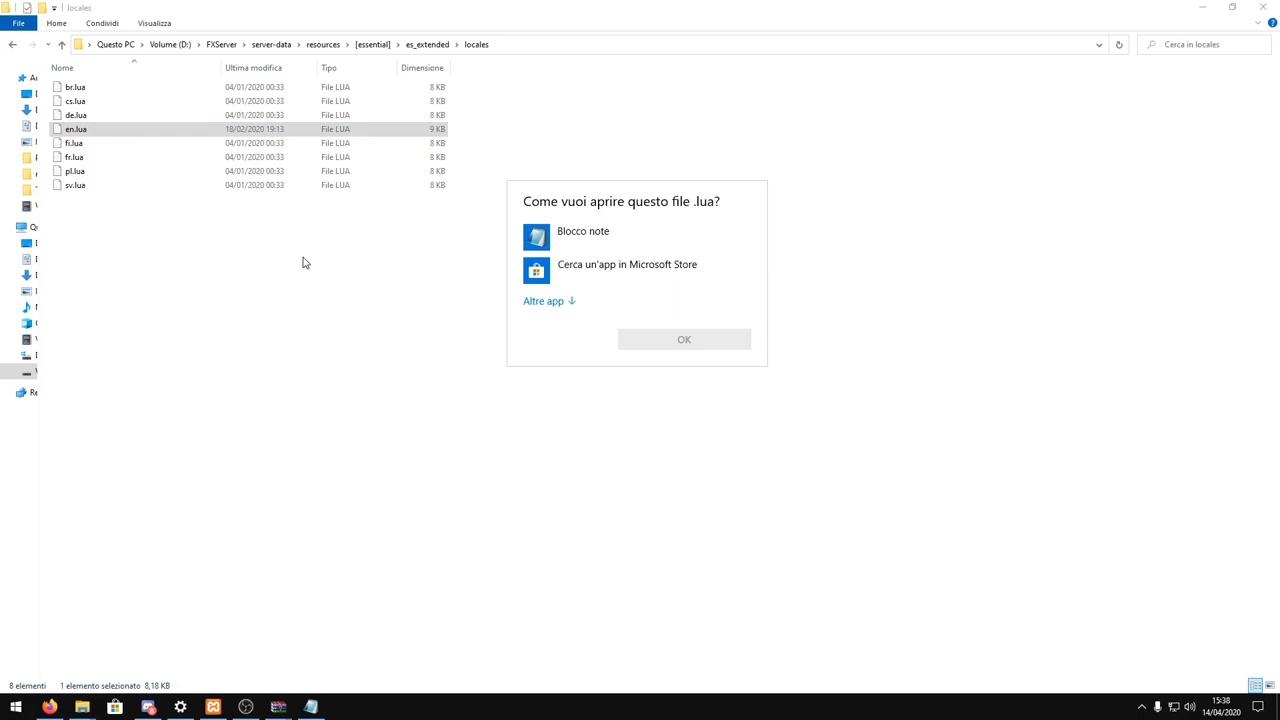 locales
File Home Condividi Visualizza
Questo PC Volume (D:) FXServer server-data resources [essential] es_extended locales
Cerca in locales
Nome Ultima modifica Tipo Dimensione
br.lua 04/01/2020 00:33 File LUA 8 KB
cs.lua 04/01/2020 00:33 File LUA 8 KB
de.lua 04/01/2020 00:33 File LUA 8 KB
en.lua 18/02/2020 19:13 File LUA 9 KB
fi.lua 04/01/2020 00:33 File LUA 8 KB
fr.lua 04/01/2020 00:33 File LUA 8 KB
pl.lua 04/01/2020 00:33 File LUA 8 KB
sv.lua 04/01/2020 00:33 File LUA 8 KB
Come vuoi aprire questo file .lua?
Blocco note
Cerca un'app in Microsoft Store
Altre app
OK
8 elementi 1 elemento selezionato 8,18 KB
15:38
14/04/2020